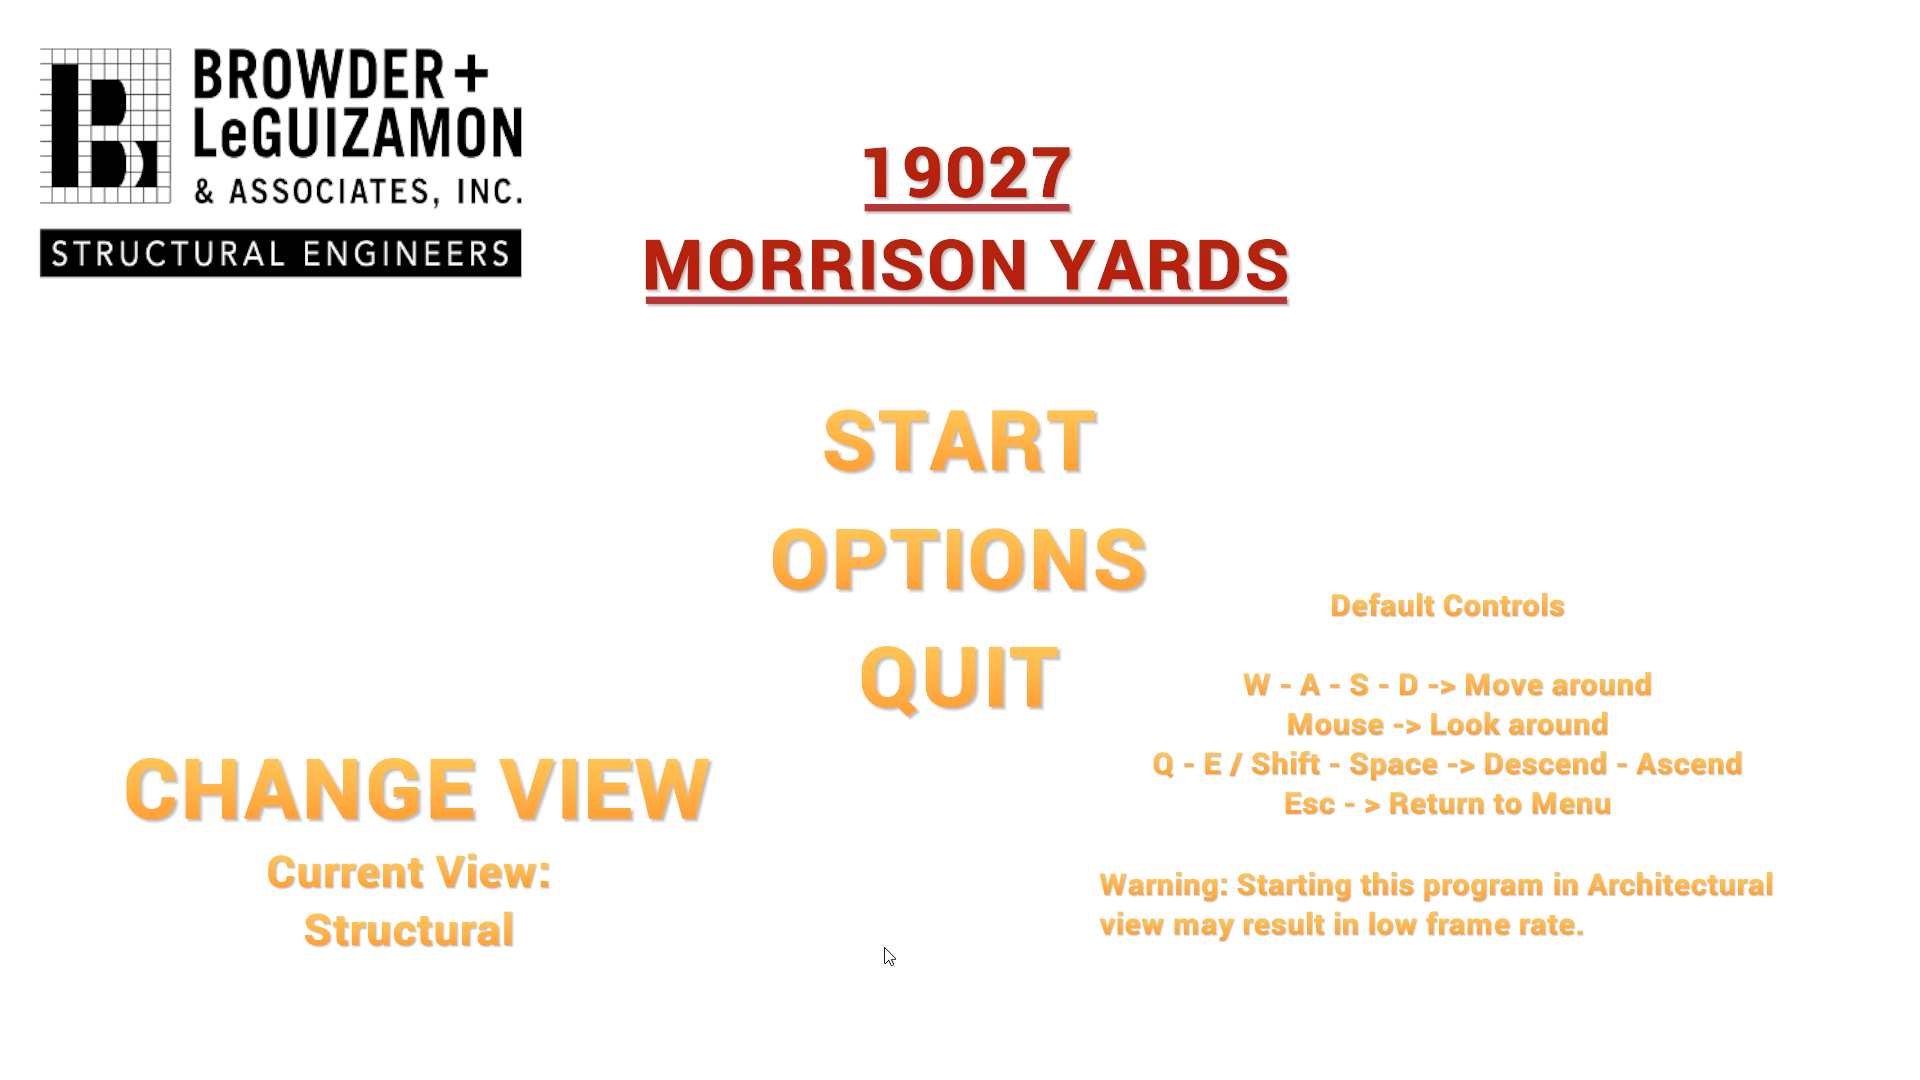 BROWDER+
LeGUIZAMON
& ASSOCIATES, INC.
STRUCTURAL ENGINEERS
19027
MORRISON YARDS
START
OPTIONS
QUIT
CHANGE VIEW
Current View:
Structural
Default Controls
W - A - S - D -> Move around
Mouse -> Look around
Q - E / Shift - Space -> Descend - Ascend
Esc - > Return to Menu
Warning: Starting this program in Architectural
view may result in low frame rate.